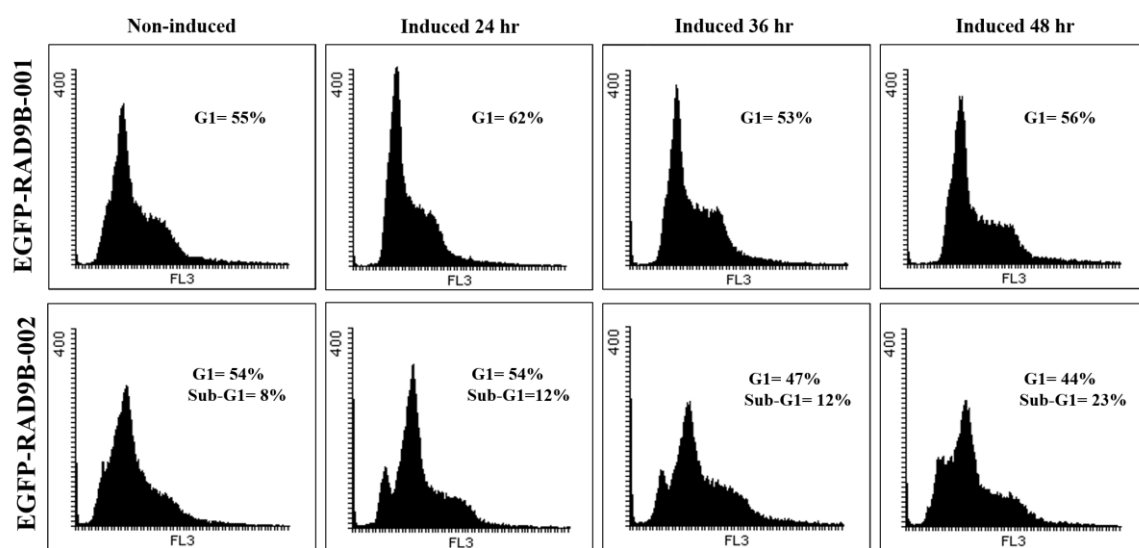 Non-induced
Induced 24 hr
Induced 36 hr
Induced 48 hr
EGFP-RAD9B-001
400
G1= 55%
FL3
400
G1= 62%
FL3
400
G1= 53%
FL3
400
G1= 56%
FL3
EGFP-RAD9B-002
400
G1= 54%
Sub-G1= 8%
FL3
400
G1= 54%
Sub-G1=12%
FL3
400
G1= 47%
Sub-G1= 12%
FL3
400
G1= 44%
Sub-G1= 23%
FL3